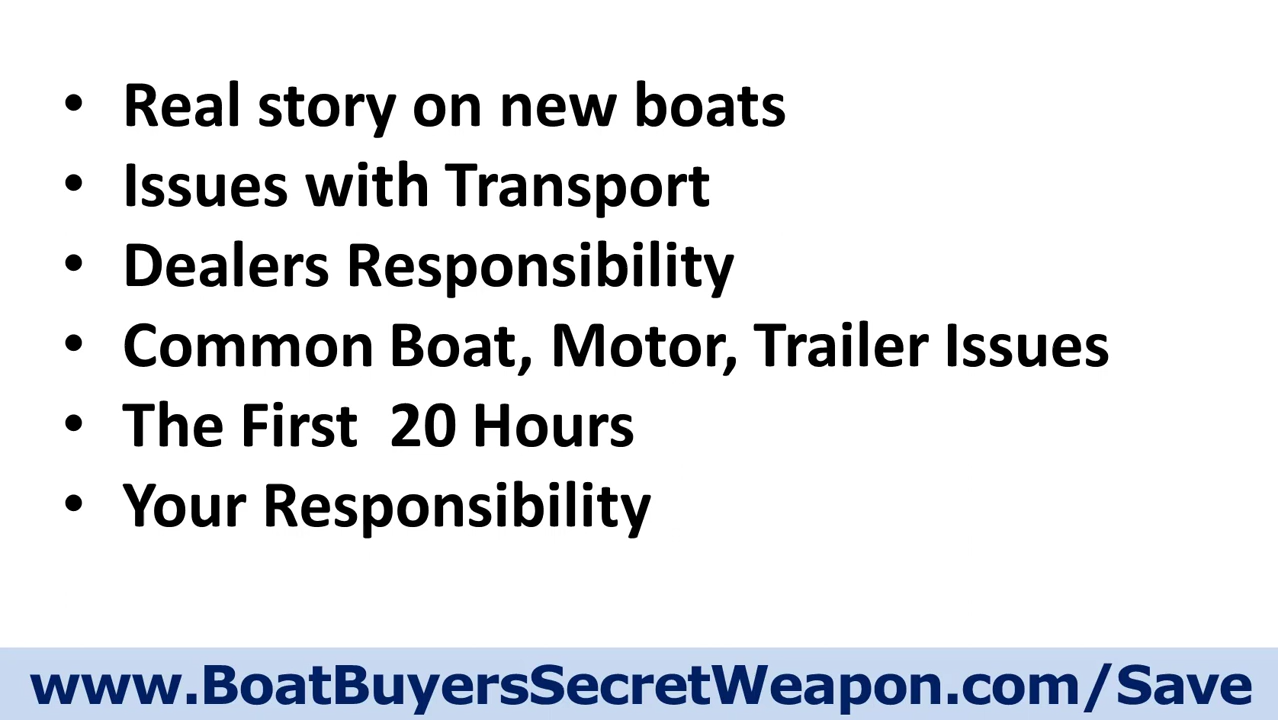 • Real story on new boats
• Issues with Transport
• Dealers Responsibility
• Common Boat, Motor, Trailer Issues
• The First  20 Hours
• Your Responsibility
www.BoatBuyersSecretWeapon.com/Save